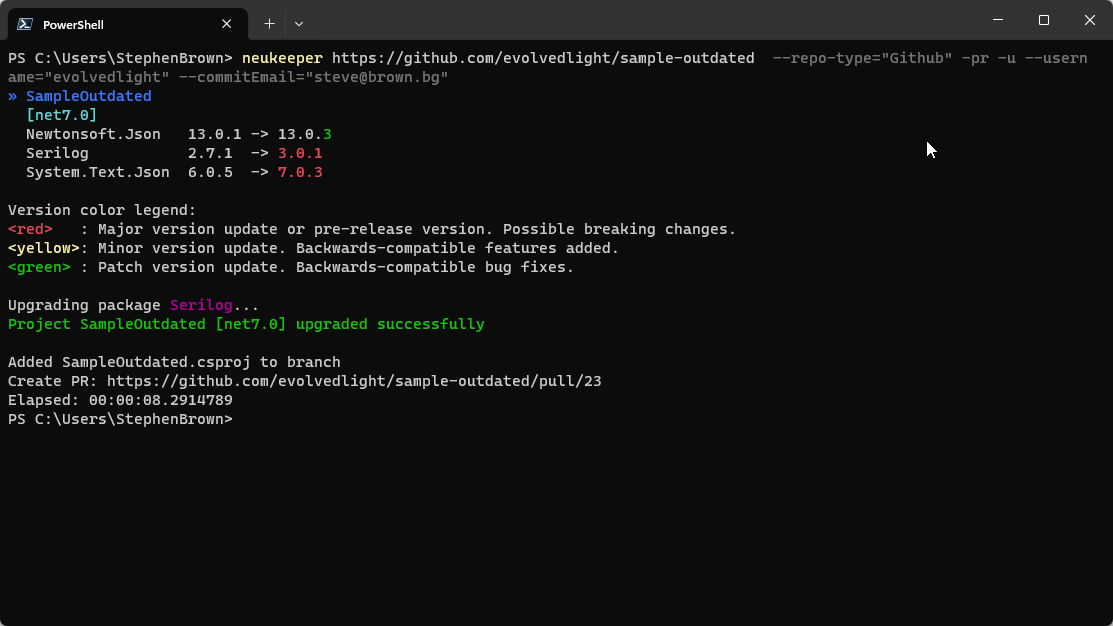 PowerShell
PS C:\Users\StephenBrown> neukeeper https://github.com/evolvedlight/sample-outdated  --repo-type="Github" -pr -u --usern
ame="evolvedlight" --commitEmail="steve@brown.bg"
» SampleOutdated
  [net7.0]
  Newtonsoft.Json   13.0.1 -> 13.0.3
  Serilog           2.7.1  -> 3.0.1
  System.Text.Json  6.0.5  -> 7.0.3
Version color legend:
<red>   : Major version update or pre-release version. Possible breaking changes.
<yellow>: Minor version update. Backwards-compatible features added.
<green> : Patch version update. Backwards-compatible bug fixes.
Upgrading package Serilog...
Project SampleOutdated [net7.0] upgraded successfully
Added SampleOutdated.csproj to branch
Create PR: https://github.com/evolvedlight/sample-outdated/pull/23
Elapsed: 00:00:08.2914789
PS C:\Users\StephenBrown>